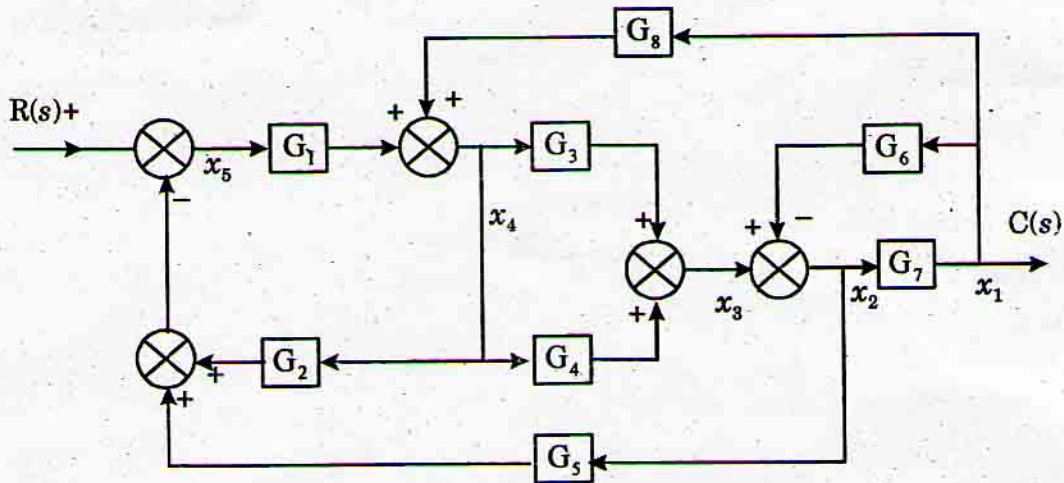 G₈
R(s)+
+
+
G₁
G₃
G₆
x₅
−
x₄
+
+
−
C(s)
G₇
x₃
x₂
x₁
+
G₂
+
G₄
+
G₅